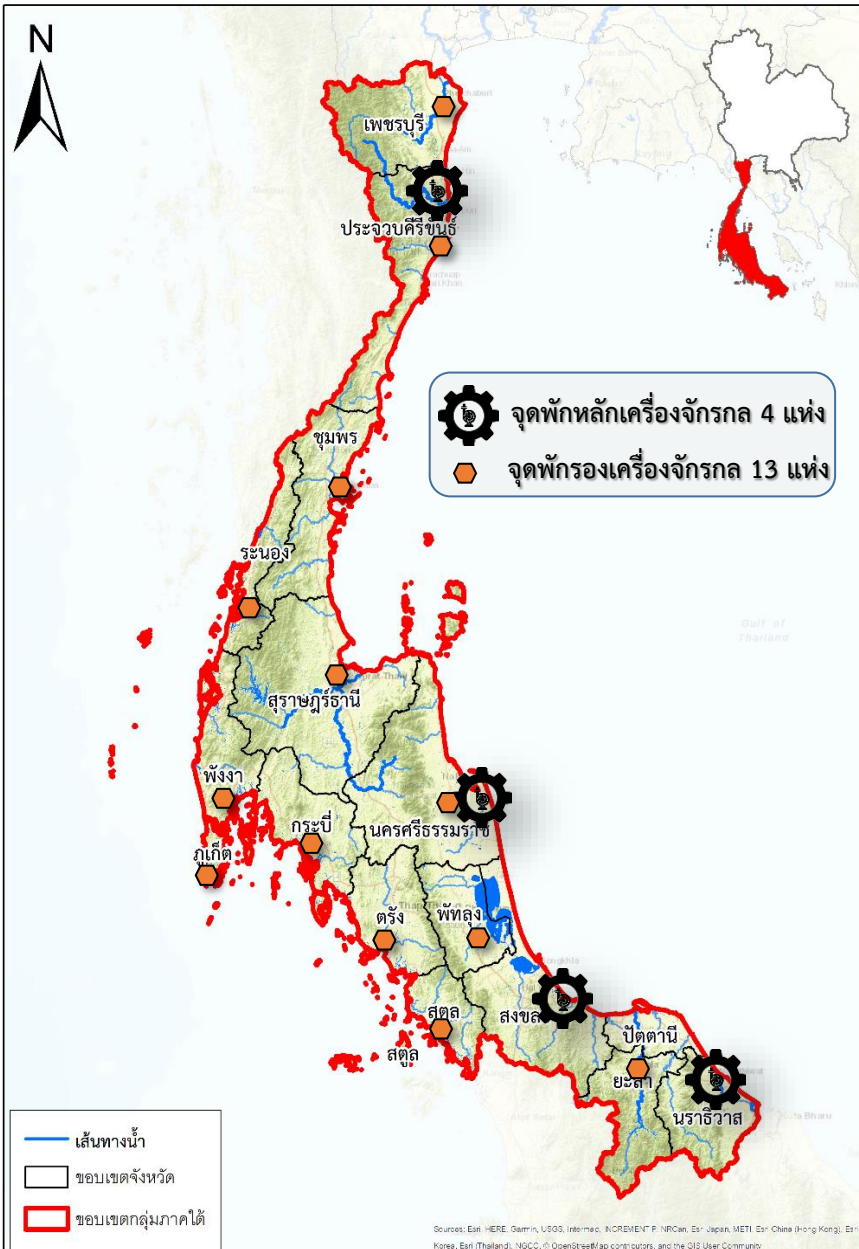 N
เพชรบุรี
ประจวบคีรีขันธ์
จุดพักหลักเครื่องจักรกล 4 แห่ง
จุดพักรองเครื่องจักรกล 13 แห่ง
ชุมพร
ระนอง
Gulf of
Thailand
สุราษฎร์ธานี
พังงา
กระบี่
นครศรีธรรมราช
ภูเก็ต
ตรัง
พัทลุง
สตูล
สงขล
สตูล
ปัตตานี
ยะลา
นราธิวาส
เส้นทางน้ำ
ขอบเขตจังหวัด
ขอบเขตกลุ่มภาคใต้
Sources: Esri, HERE, Garmin, USGS, Intermap, INCREMENT P, NRCan, Esri Japan, METI, Esri China (Hong Kong), Esri
Korea, Esri (Thailand), NGCC, © OpenStreetMap contributors, and the GIS User Community